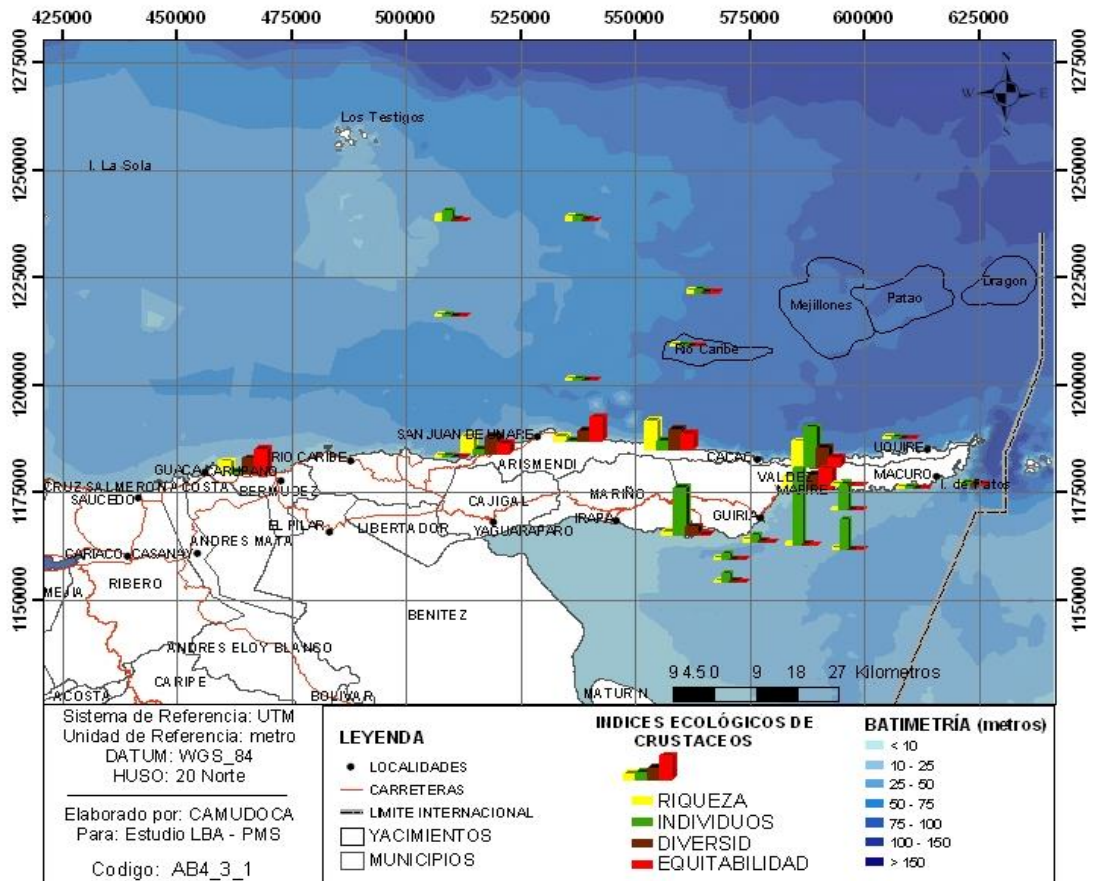 425000 450000 475000 500000 525000 550000 575000 600000 625000
1275000 1275000
N
W E
S
Los Testigos
I. La Sola
1250000 1250000
1225000 1225000
Mejillones Patao Dragon
Rio Caribe
1200000 1200000
SAN JUAN DE UNARE
UQUIRE
RIO CARIBE
CACAO
GUACA CARUPANO
ARISMENDI
VALDEZ
MACURO
CRUZ SALMERON ACOSTA
BERMUDEZ
MARIÑO
MAPIRE
I. de Patos
1175000 1175000
SAUCEDO
CAJIGAL
GUIRIA
EL PILAR
LIBERTADOR
YAGUARAPARO
IRAPA
ANDRES MATA
CARIACO CASANAY
RIBERO
MEJIA
1150000 1150000
BENITEZ
ANDRES ELOY BLANCO
CARIPE
ACOSTA
BOLIVAR
MATURIN
9 4.5 0 9 18 27 Kilometros
Sistema de Referencia: UTM
Unidad de Referencia: metro
DATUM: WGS_84
HUSO: 20 Norte
Elaborado por: CAMUDOCA
Para: Estudio LBA - PMS
Codigo: AB4_3_1
LEYENDA
LOCALIDADES
CARRETERAS
LIMITE INTERNACIONAL
YACIMIENTOS
MUNICIPIOS
INDICES ECOLÓGICOS DE
CRUSTACEOS
RIQUEZA
INDIVIDUOS
DIVERSID
EQUITABILIDAD
BATIMETRÍA (metros)
< 10
10 - 25
25 - 50
50 - 75
75 - 100
100 - 150
> 150